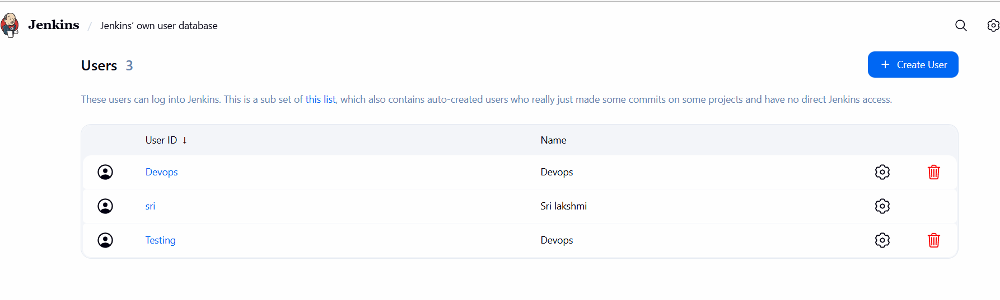 Jenkins / Jenkins’ own user database
Users 3
+ Create User
These users can log into Jenkins. This is a sub set of this list, which also contains auto-created users who really just made some commits on some projects and have no direct Jenkins access.
User ID ↓ Name
Devops Devops
sri Sri lakshmi
Testing Devops